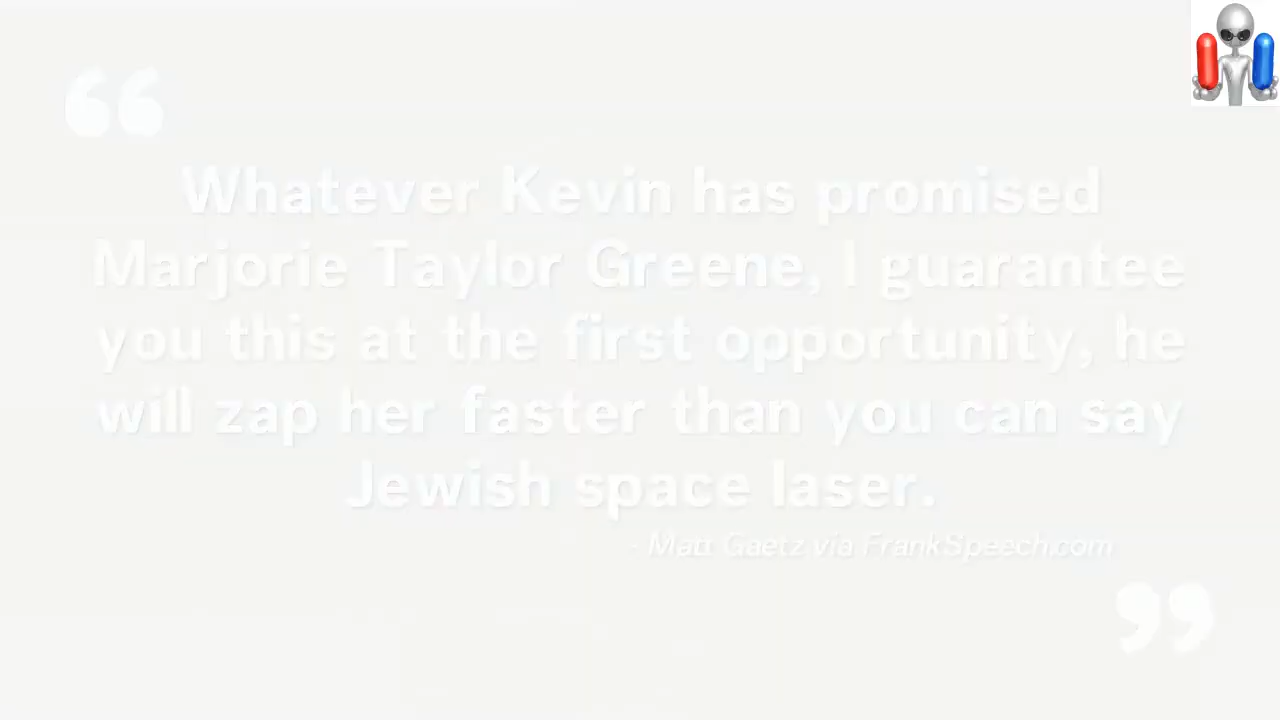 “
Whatever Kevin has promised
Marjorie Taylor Greene, I guarantee
you this at the first opportunity, he
will zap her faster than you can say
Jewish space laser.
- Matt Gaetz via FrankSpeech.com
”